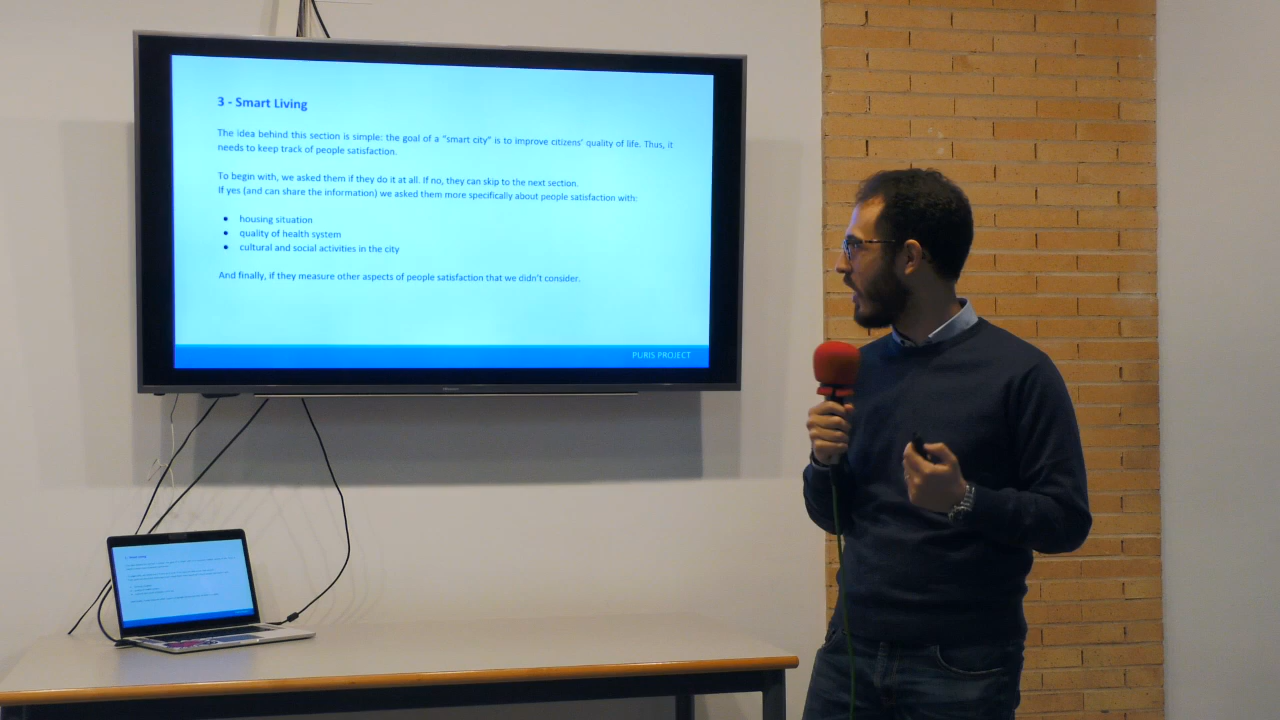 3 - Smart Living
The idea behind this section is simple: the goal of a "smart city" is to improve citizens' quality of life. Thus, it
needs to keep track of people satisfaction.
To begin with, we asked them if they do it at all. If no, they can skip to the next section.
If yes (and can share the information) we asked them more specifically about people satisfaction with:
• housing situation
• quality of health system
• cultural and social activities in the city
And finally, if they measure other aspects of people satisfaction that we didn't consider.
PURIS PROJECT